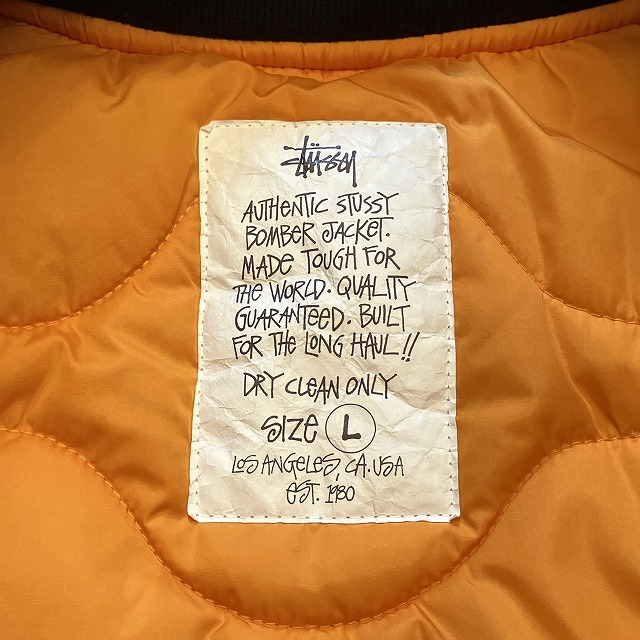 Stüssy
AUTHENTIC STUSSY
BOMBER JACKET.
MADE TOUGH FOR
THE WORLD. QUALITY
GUARANTEED. BUILT
FOR THE LONG HAUL!!
DRY CLEAN ONLY
SIZE L
LOS ANGELES, CA. USA
EST. 1980